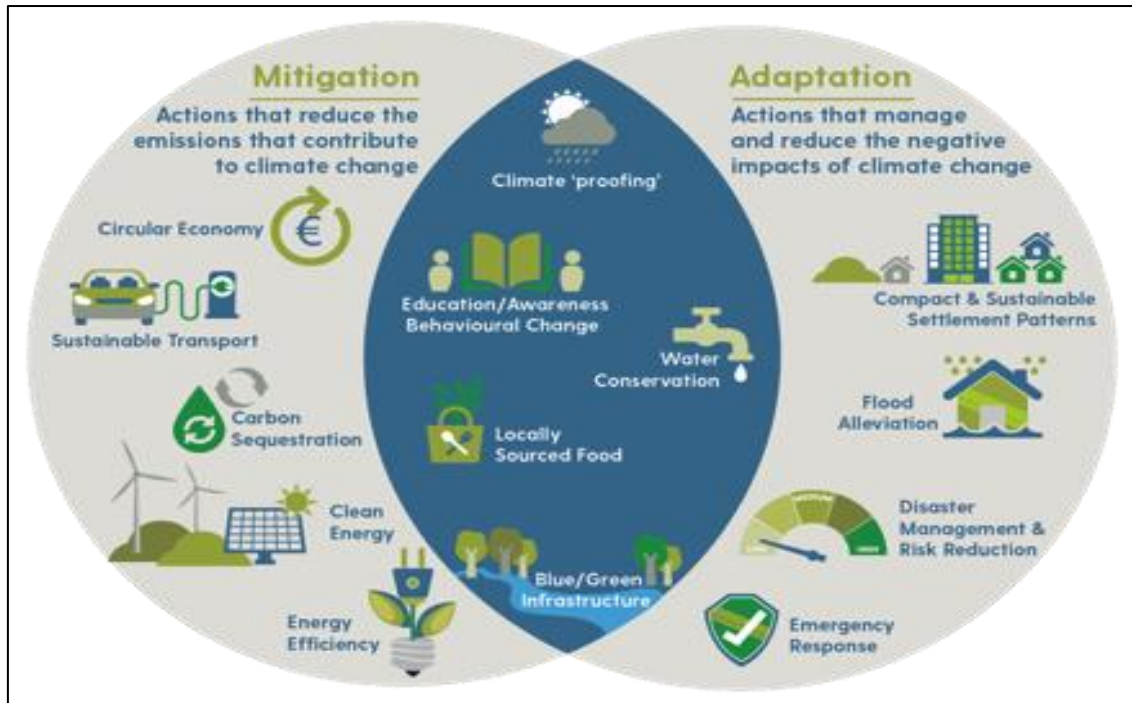 Mitigation
Actions that reduce the
emissions that contribute
to climate change
Circular Economy
€
Sustainable Transport
Carbon
Sequestration
Clean
Energy
Energy
Efficiency
Climate 'proofing'
Education/Awareness
Behavioural Change
Water
Conservation
Locally
Sourced Food
Blue/Green
Infrastructure
Adaptation
Actions that manage
and reduce the negative
impacts of climate change
Compact & Sustainable
Settlement Patterns
Flood
Alleviation
LOW
MEDIUM
HIGH
Disaster
Management &
Risk Reduction
Emergency
Response